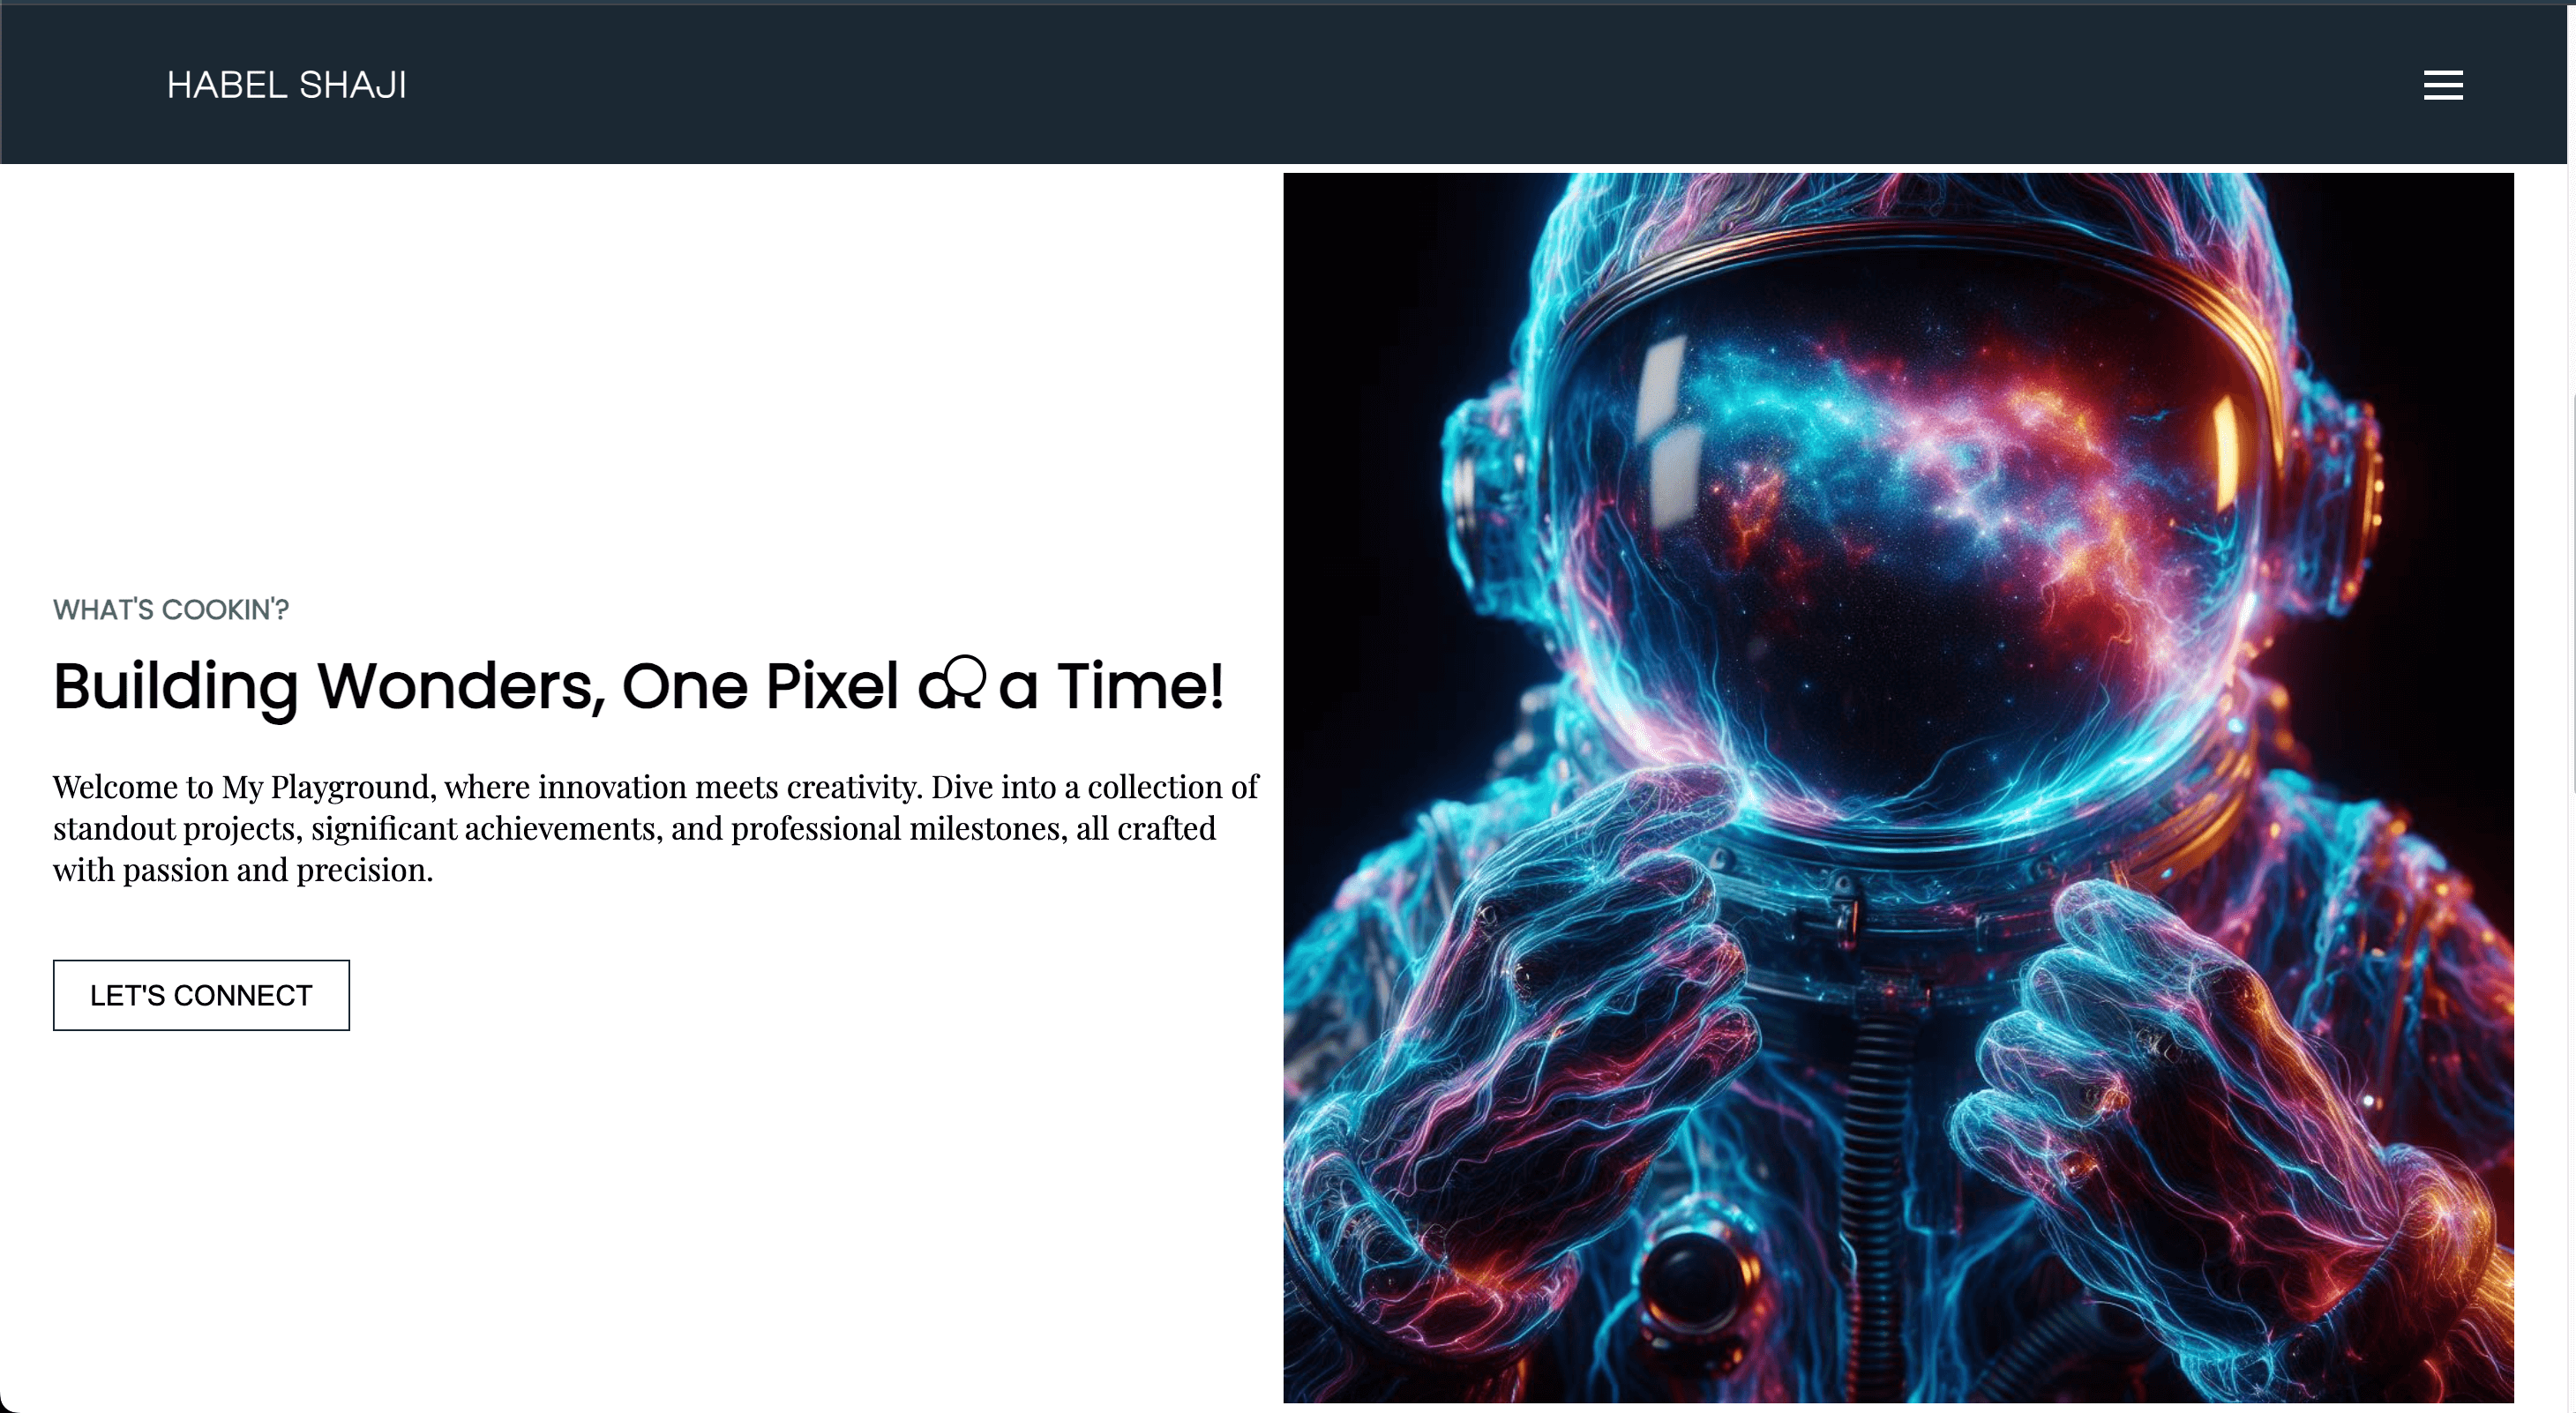 HABEL SHAJI
WHAT'S COOKIN'?
Building Wonders, One Pixel at a Time!
Welcome to My Playground, where innovation meets creativity. Dive into a collection of
standout projects, significant achievements, and professional milestones, all crafted
with passion and precision.
LET'S CONNECT